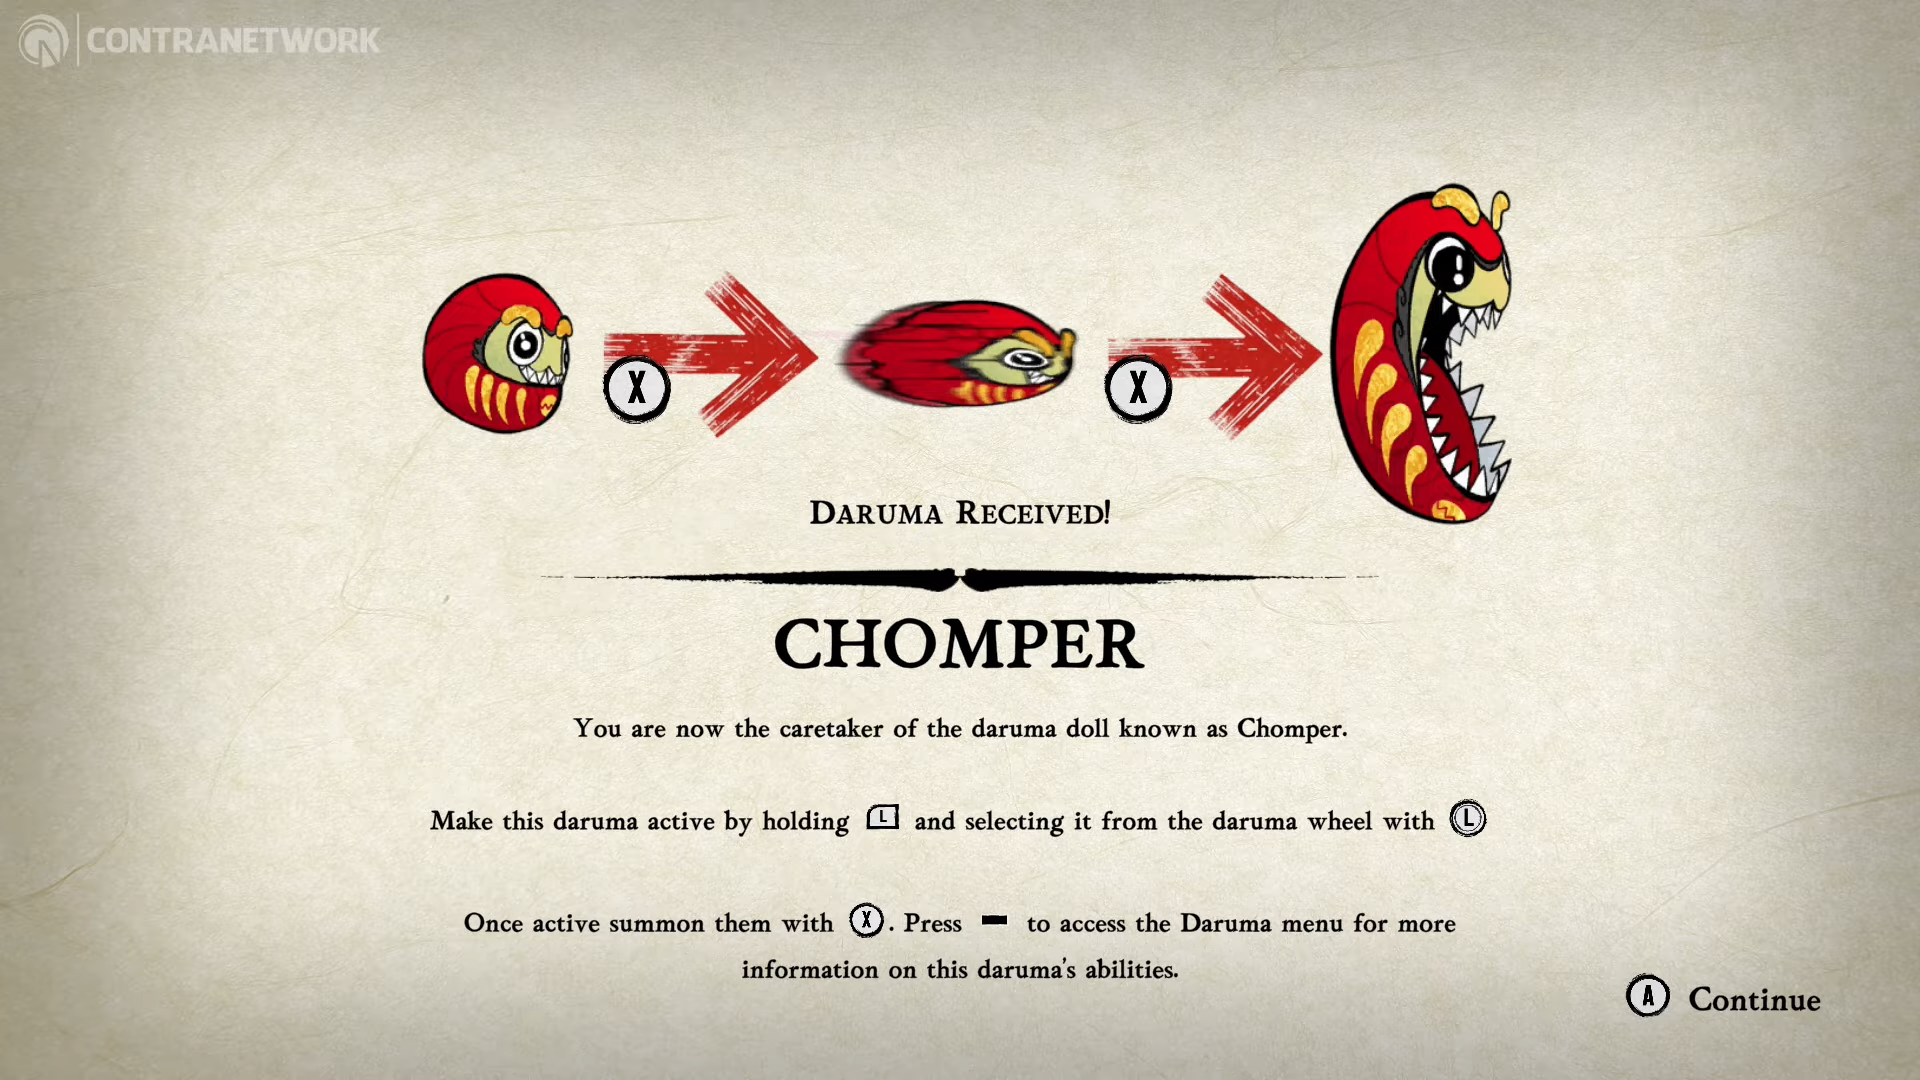 CONTRANETWORK
X X
DARUMA RECEIVED!
CHOMPER
You are now the caretaker of the daruma doll known as Chomper.
Make this daruma active by holding L and selecting it from the daruma wheel with L
Once active summon them with X. Press - to access the Daruma menu for more
information on this daruma's abilities.
A Continue